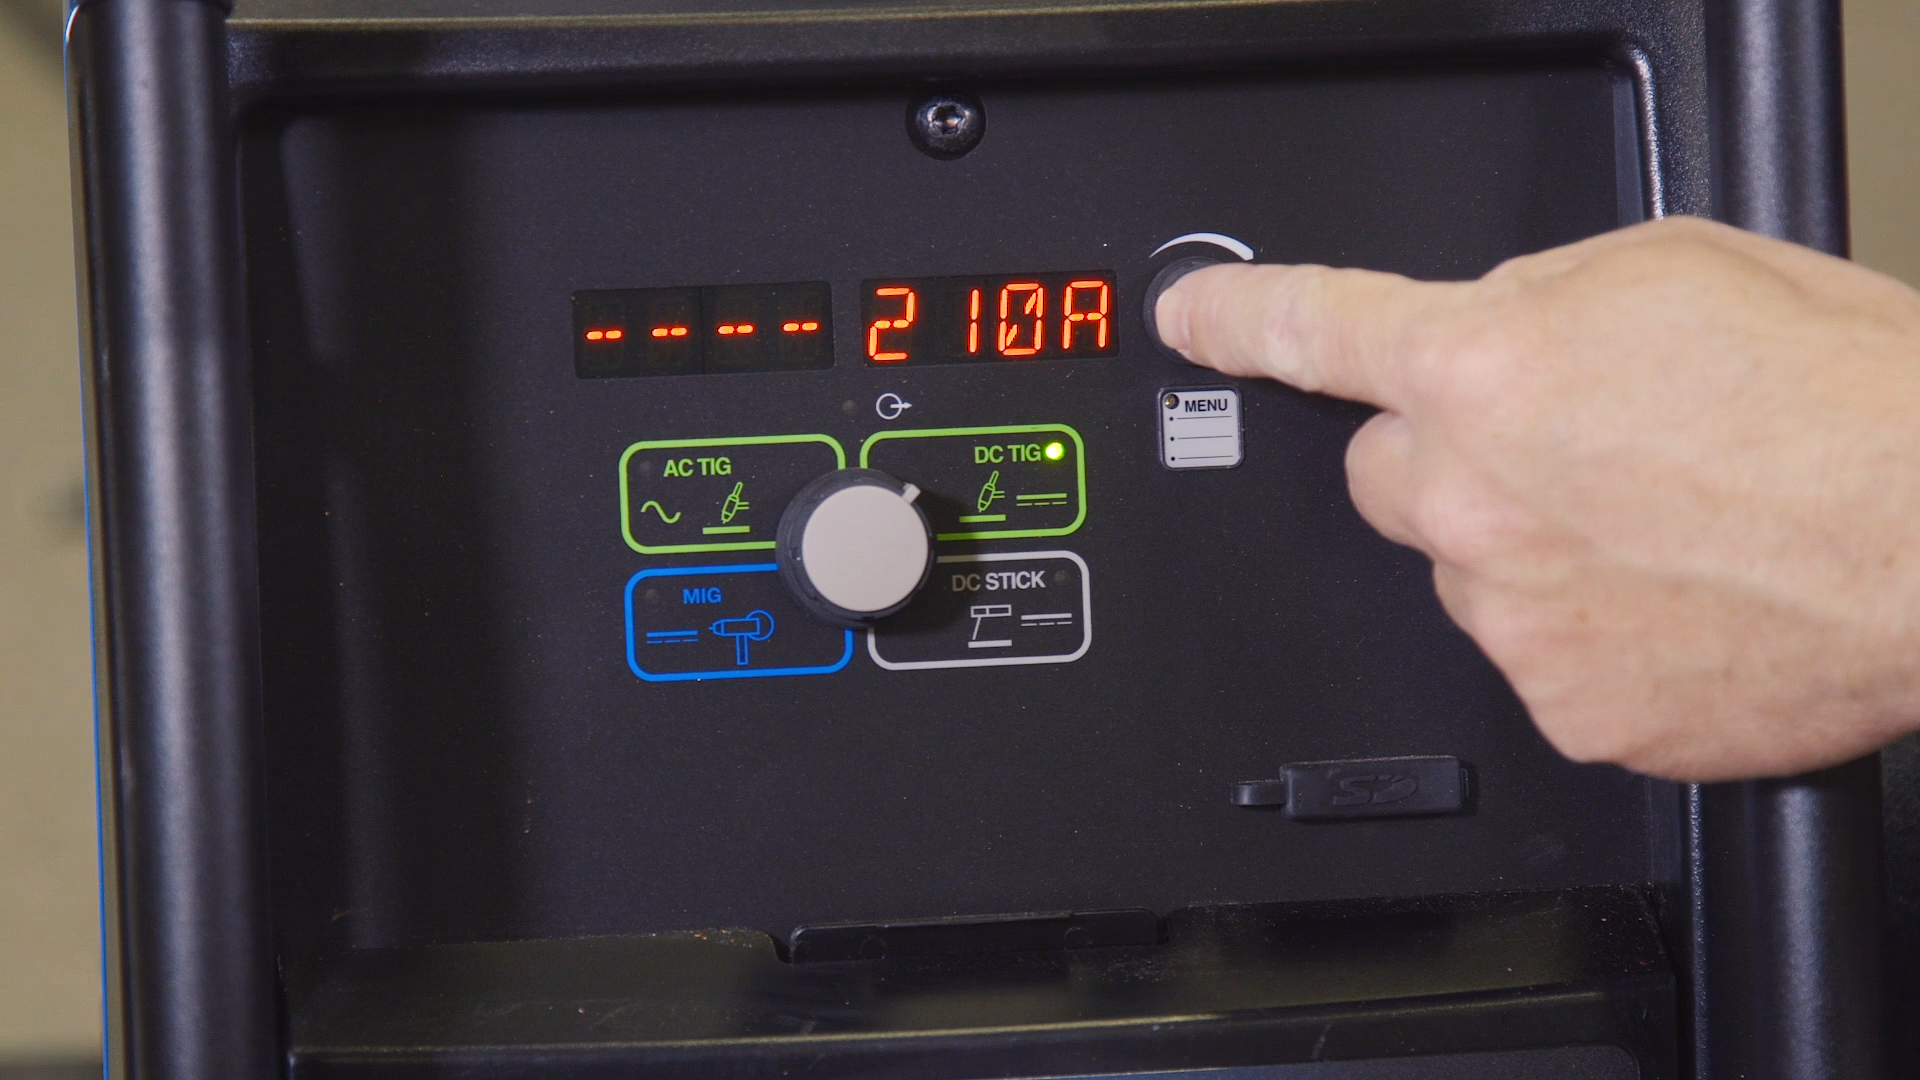 ---- 210A
MENU
AC TIG
DC TIG
MIG
DC STICK
SD